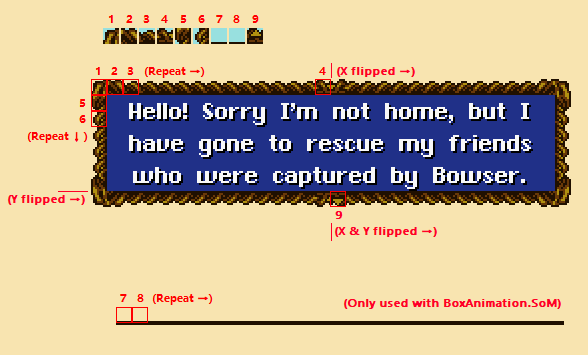 1 2 3 4 5 6 7 8 9
1 2 3 (Repeat →) 4 (X flipped →)
5
6
(Repeat ↓)
Hello! Sorry I'm not home, but I
have gone to rescue my friends
who were captured by Bowser.
(Y flipped →)
9
(X & Y flipped →)
7 8 (Repeat →)
(Only used with BoxAnimation.SoM)